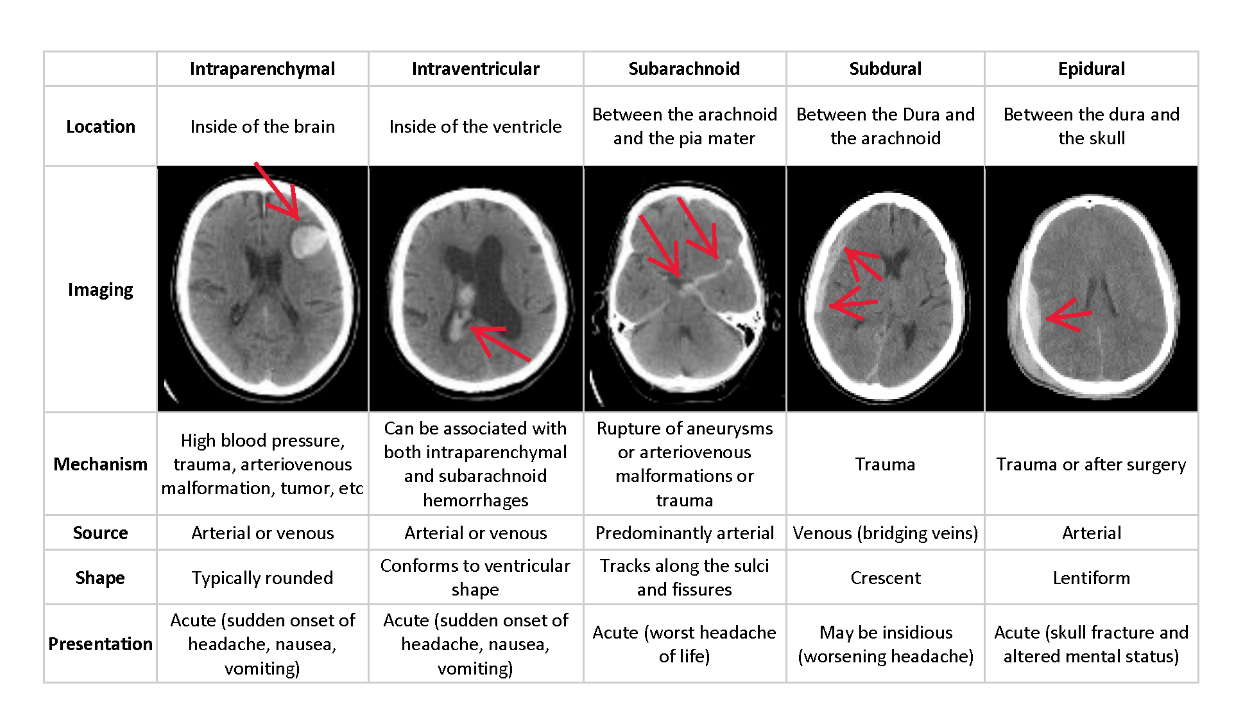 Intraparenchymal
Intraventricular
Subarachnoid
Subdural
Epidural
Location
Inside of the brain
Inside of the ventricle
Between the arachnoid
and the pia mater
Between the Dura and
the arachnoid
Between the dura and
the skull
Imaging
Mechanism
High blood pressure,
trauma, arteriovenous
malformation, tumor, etc
Can be associated with
both intraparenchymal
and subarachnoid
hemorrhages
Rupture of aneurysms
or arteriovenous
malformations or
trauma
Trauma
Trauma or after surgery
Source
Arterial or venous
Arterial or venous
Predominantly arterial
Venous (bridging veins)
Arterial
Shape
Typically rounded
Conforms to ventricular
shape
Tracks along the sulci
and fissures
Crescent
Lentiform
Presentation
Acute (sudden onset of
headache, nausea,
vomiting)
Acute (sudden onset of
headache, nausea,
vomiting)
Acute (worst headache
of life)
May be insidious
(worsening headache)
Acute (skull fracture and
altered mental status)